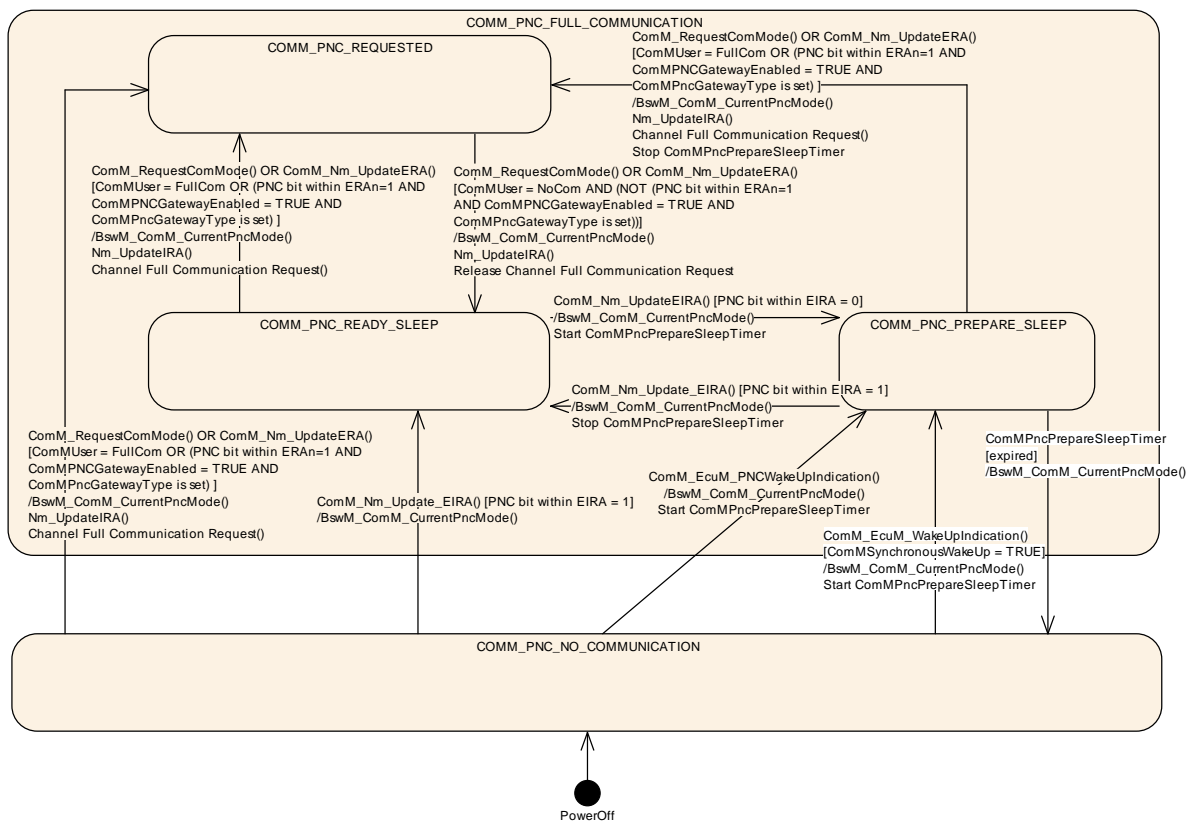 COMM_PNC_FULL_COMMUNICATION
COMM_PNC_REQUESTED
ComM_RequestComMode() OR ComM_Nm_UpdateERA()
[ComMUser = FullCom OR (PNC bit within ERAn=1 AND
ComMPNCGatewayEnabled = TRUE AND
ComMPncGatewayType is set) ]
/BswM_ComM_CurrentPncMode()
Nm_UpdateIRA()
Channel Full Communication Request()
Stop ComMPncPrepareSleepTimer
ComM_RequestComMode() OR ComM_Nm_UpdateERA()
[ComMUser = FullCom OR (PNC bit within ERAn=1 AND
ComMPNCGatewayEnabled = TRUE AND
ComMPncGatewayType is set) ]
/BswM_ComM_CurrentPncMode()
Nm_UpdateIRA()
Channel Full Communication Request()
ComM_RequestComMode() OR ComM_Nm_UpdateERA()
[ComMUser = NoCom AND (NOT (PNC bit within ERAn=1
AND ComMPNCGatewayEnabled = TRUE AND
ComMPncGatewayType is set))]
/BswM_ComM_CurrentPncMode()
Nm_UpdateIRA()
Release Channel Full Communication Request
COMM_PNC_READY_SLEEP
ComM_Nm_UpdateEIRA() [PNC bit within EIRA = 0]
/BswM_ComM_CurrentPncMode()
Start ComMPncPrepareSleepTimer
COMM_PNC_PREPARE_SLEEP
ComM_Nm_Update_EIRA() [PNC bit within EIRA = 1]
/BswM_ComM_CurrentPncMode()
Stop ComMPncPrepareSleepTimer
ComM_RequestComMode() OR ComM_Nm_UpdateERA()
[ComMUser = FullCom OR (PNC bit within ERAn=1 AND
ComMPNCGatewayEnabled = TRUE AND
ComMPncGatewayType is set) ]
/BswM_ComM_CurrentPncMode()
Nm_UpdateIRA()
Channel Full Communication Request()
ComM_Nm_Update_EIRA() [PNC bit within EIRA = 1]
/BswM_ComM_CurrentPncMode()
ComM_EcuM_PNCWakeUpIndication()
/BswM_ComM_CurrentPncMode()
Start ComMPncPrepareSleepTimer
ComMPncPrepareSleepTimer
[expired]
/BswM_ComM_CurrentPncMode()
ComM_EcuM_WakeUpIndication()
[ComMSynchronousWakeUp = TRUE]
/BswM_ComM_CurrentPncMode()
Start ComMPncPrepareSleepTimer
COMM_PNC_NO_COMMUNICATION
PowerOff